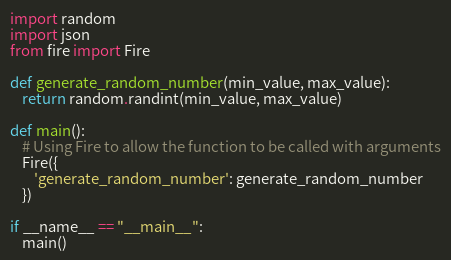 import random
import json
from fire import Fire

def generate_random_number(min_value, max_value):
    return random.randint(min_value, max_value)

def main():
    # Using Fire to allow the function to be called with arguments
    Fire({
        'generate_random_number': generate_random_number
    })

if __name__ == "__main__":
    main()